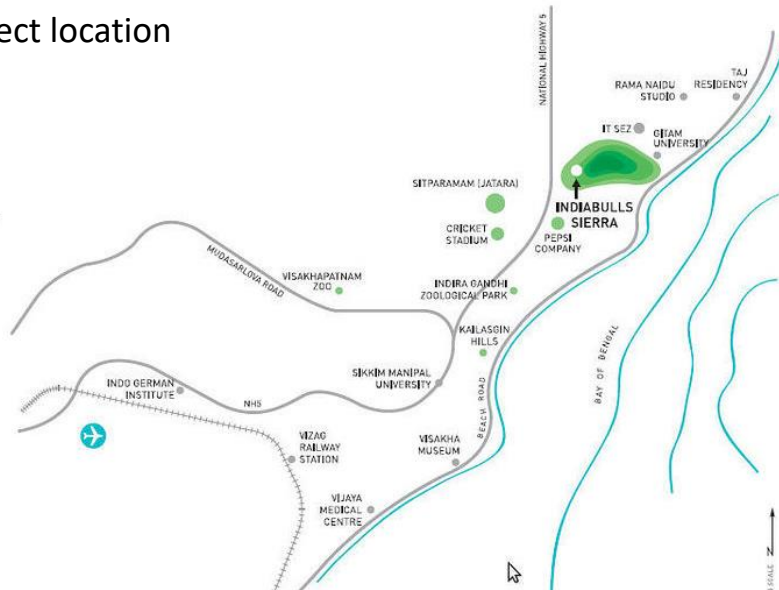 ect location
NATIONAL HIGHWAY 5
TAJ
RESIDENCY
RAMA NAIDU
STUDIO
IT SEZ
GITAM
UNIVERSITY
SITPARAMAM (JATARA)
INDIABULLS
SIERRA
CRICKET
STADIUM
PEPSI
COMPANY
MUDASARLOVA ROAD
VISAKHAPATNAM
ZOO
INDIRA GANDHI
ZOOLOGICAL PARK
KAILASGIN
HILLS
BAY OF BENGAL
SIKKIM MANIPAL
UNIVERSITY
INDO GERMAN
INSTITUTE
NH5
BEACH ROAD
VIZAG
RAILWAY
STATION
VISAKHA
MUSEUM
VIJAYA
MEDICAL
CENTRE
N
SCALE